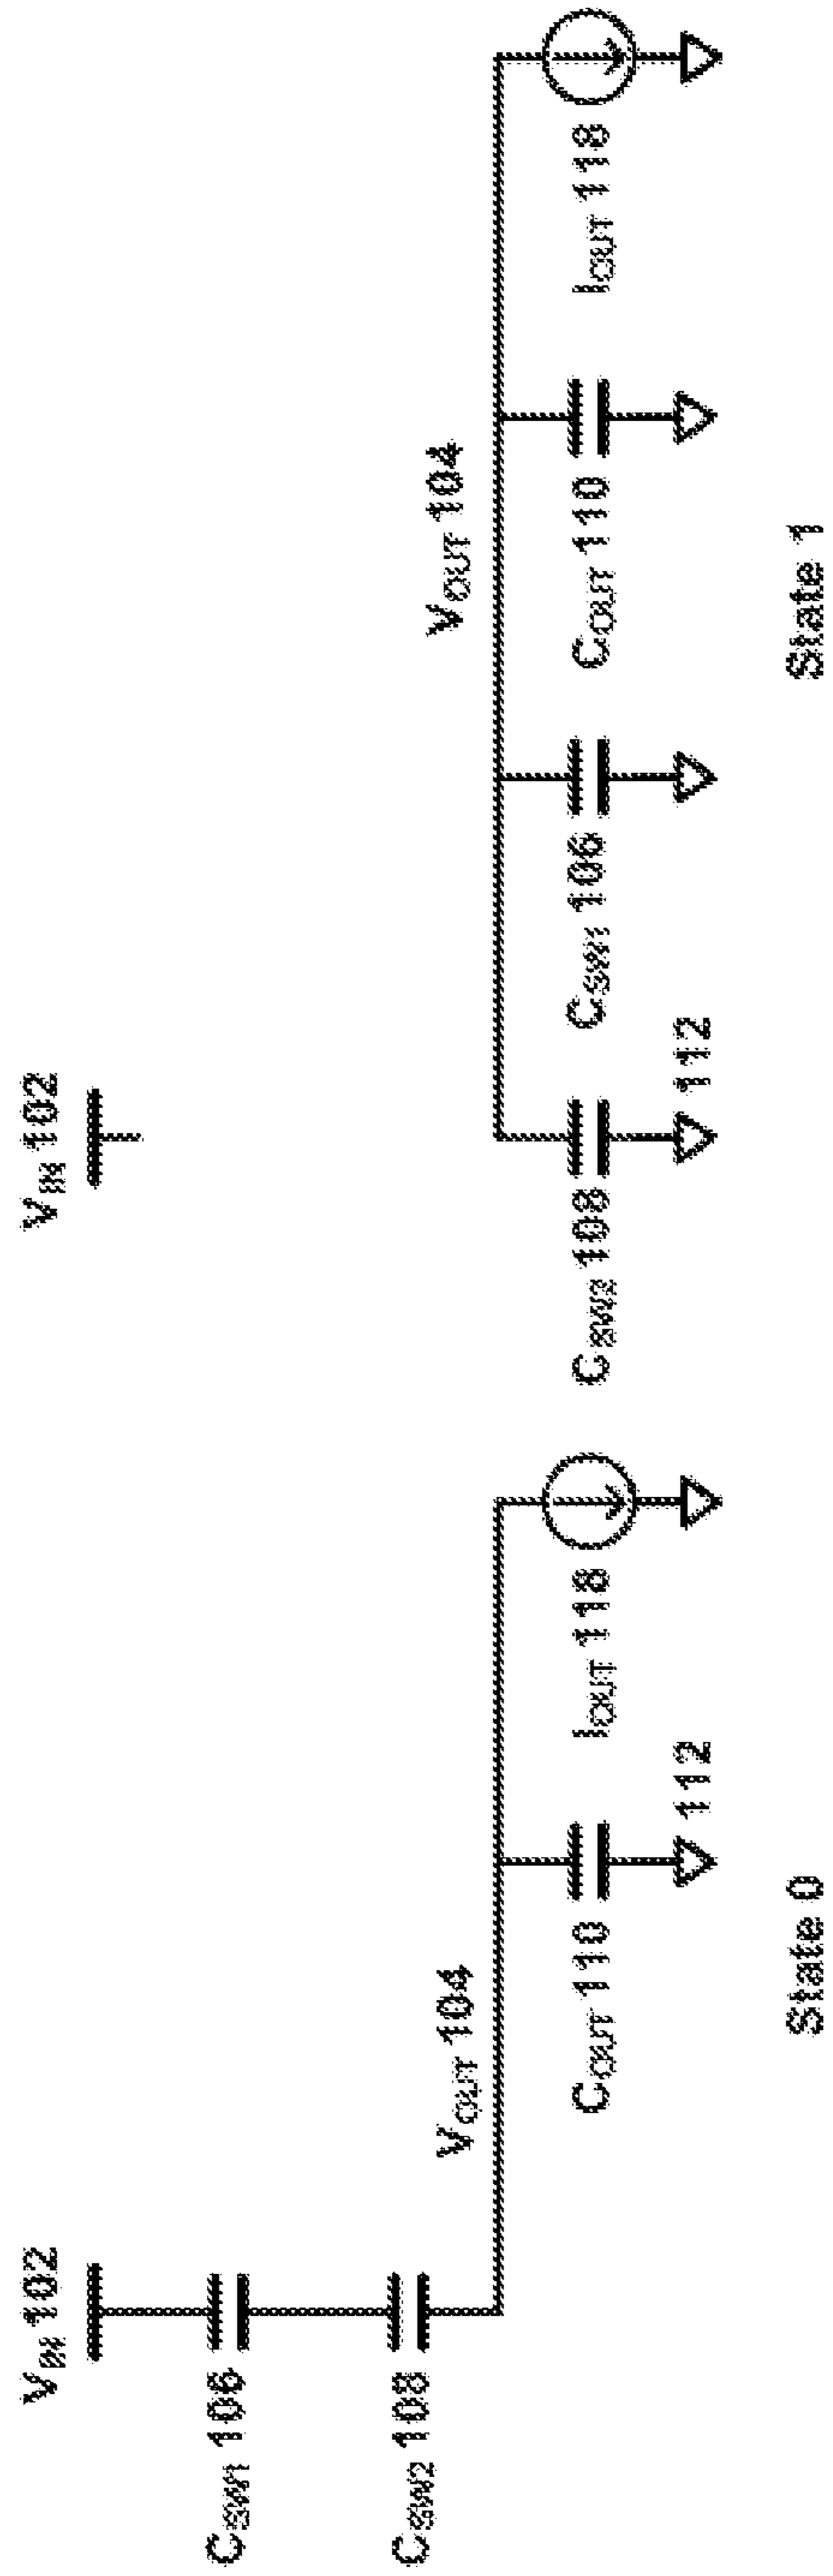 V_IN 102
C_SW1 106
C_SW2 108
V_OUT 104
C_OUT 110
112
I_OUT 118
State 0
V_IN 102
V_OUT 104
C_SW2 108
112
C_SW1 106
C_OUT 110
I_OUT 118
State 1